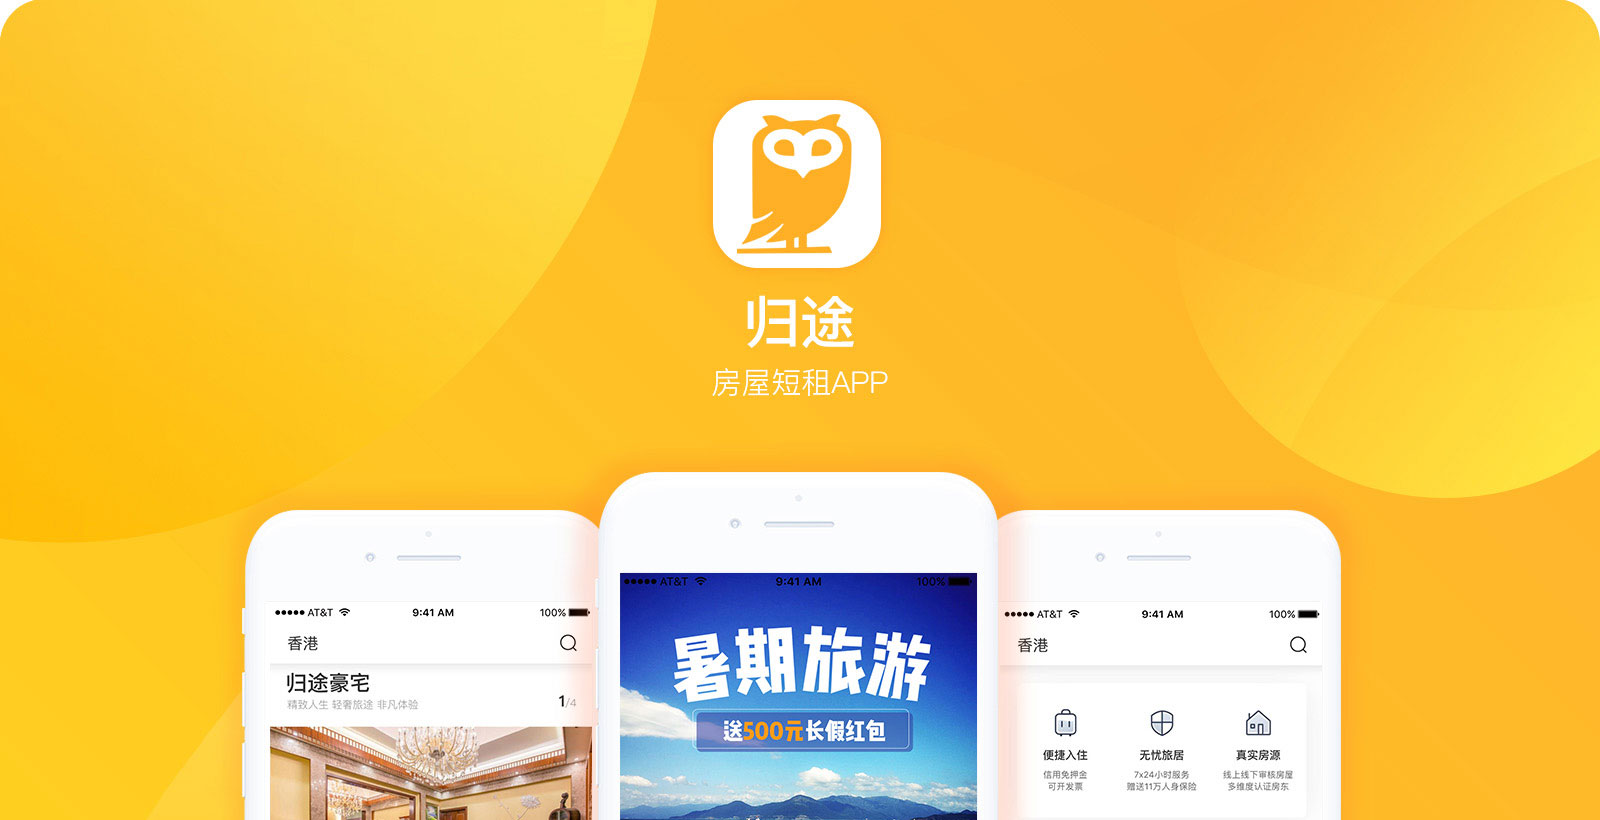 归途
房屋短租APP
AT&T 9:41 AM 100%
香港
归途豪宅
精致人生 轻奢旅途 非凡体验
1/4
AT&T 9:41 AM 100%
暑期旅游
送500元长假红包
AT&T 9:41 AM 100%
香港
便捷入住 无忧旅居 真实房源
信用免押金 7x24小时服务 线上线下审核房屋
可开发票 赠送11万人身保险 多维度认证房东